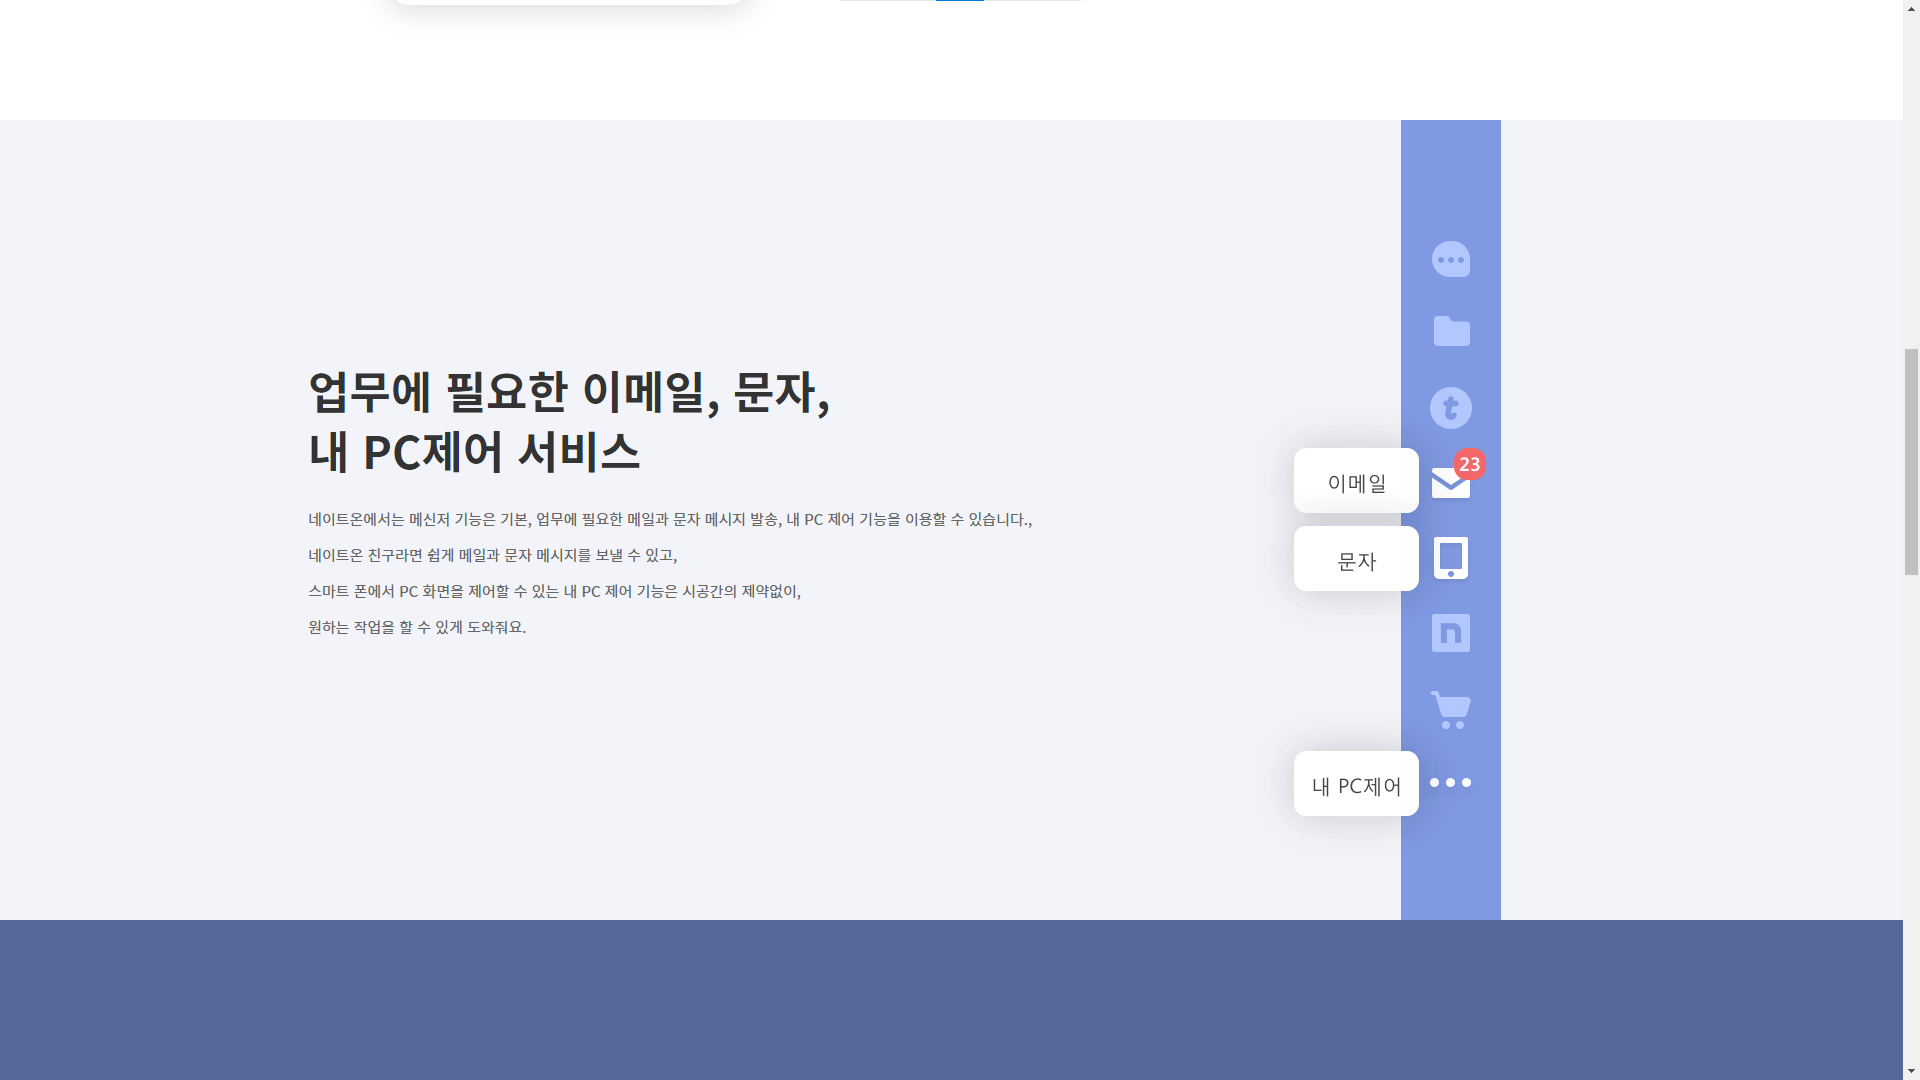 업무에 필요한 이메일, 문자,
내 PC제어 서비스
네이트온에서는 메신저 기능은 기본, 업무에 필요한 메일과 문자 메시지 발송, 내 PC 제어 기능을 이용할 수 있습니다.,
네이트온 친구라면 쉽게 메일과 문자 메시지를 보낼 수 있고,
스마트 폰에서 PC 화면을 제어할 수 있는 내 PC 제어 기능은 시공간의 제약없이,
원하는 작업을 할 수 있게 도와줘요.
이메일
23
문자
내 PC제어